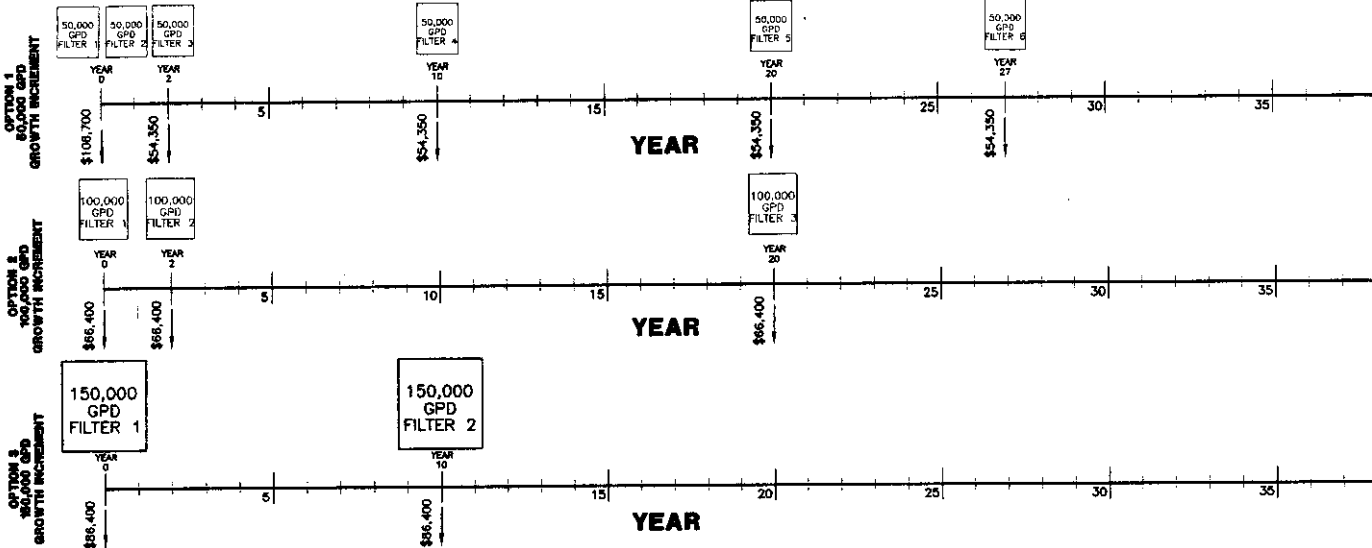 OPTION 1
50,000 GPD
GROWTH INCREMENT
50,000
GPD
FILTER 1
50,000
GPD
FILTER 2
50,000
GPD
FILTER 3
50,000
GPD
FILTER 4
50,000
GPD
FILTER 5
50,000
GPD
FILTER 6
YEAR
0
YEAR
2
YEAR
10
YEAR
20
YEAR
27
5
15
25
30
35
$108,700
$54,350
$54,350
$54,350
$54,350
YEAR
OPTION 2
100,000 GPD
GROWTH INCREMENT
100,000
GPD
FILTER 1
100,000
GPD
FILTER 2
100,000
GPD
FILTER 3
YEAR
0
YEAR
2
YEAR
20
5
10
15
25
30
35
$66,400
$66,400
$66,400
YEAR
OPTION 3
150,000 GPD
GROWTH INCREMENT
150,000
GPD
FILTER 1
150,000
GPD
FILTER 2
YEAR
0
YEAR
10
5
15
20
25
30
35
$86,400
$86,400
YEAR